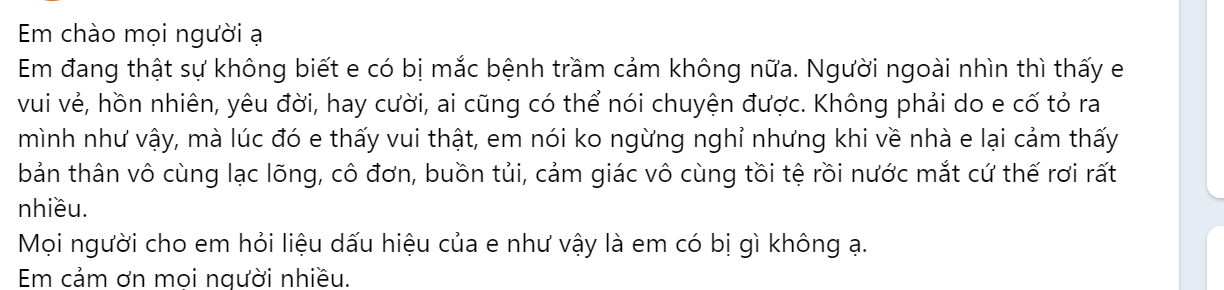 Em chào mọi người ạ
Em đang thật sự không biết e có bị mắc bệnh trầm cảm không nữa. Người ngoài nhìn thì thấy e
vui vẻ, hồn nhiên, yêu đời, hay cười, ai cũng có thể nói chuyện được. Không phải do e cố tỏ ra
mình như vậy, mà lúc đó e thấy vui thật, em nói ko ngừng nghỉ nhưng khi về nhà e lại cảm thấy
bản thân vô cùng lạc lõng, cô đơn, buồn tủi, cảm giác vô cùng tồi tệ rồi nước mắt cứ thế rơi rất
nhiều.
Mọi người cho em hỏi liệu dấu hiệu của e như vậy là em có bị gì không ạ.
Em cảm ơn mọi người nhiều.